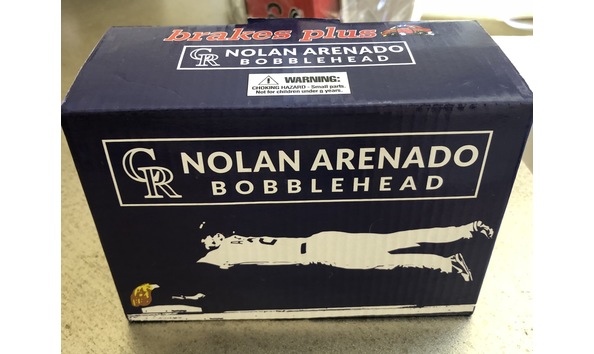 brakes plus
CR NOLAN ARENADO
BOBBLEHEAD
WARNING:
CHOKING HAZARD - Small parts.
Not for children under 8 years.
CR NOLAN ARENADO
BOBBLEHEAD